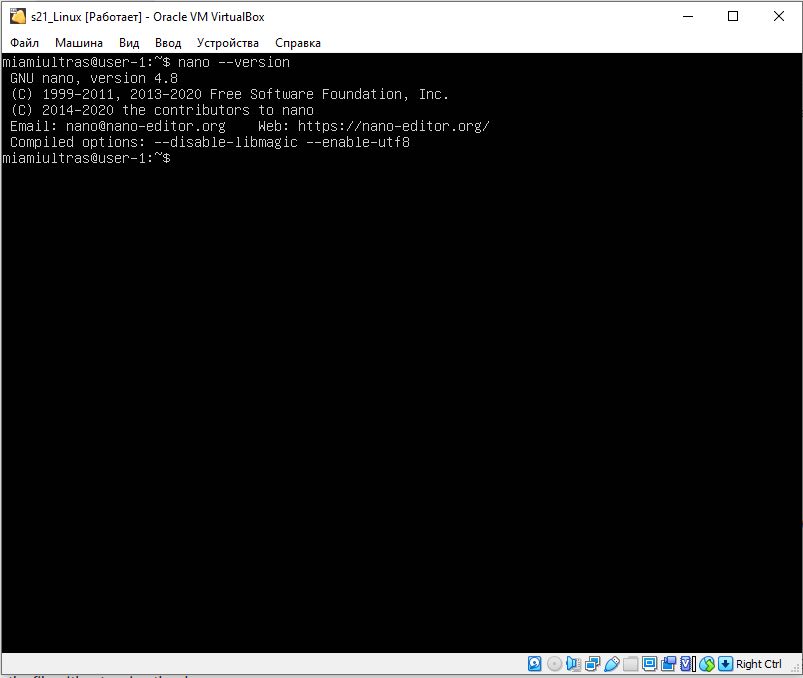 s21_Linux [Работает] - Oracle VM VirtualBox
Файл Машина Вид Ввод Устройства Справка
miamiultras@user-1:~$ nano --version
GNU nano, version 4.8
(C) 1999-2011, 2013-2020 Free Software Foundation, Inc.
(C) 2014-2020 the contributors to nano
Email: nano@nano-editor.org    Web: https://nano-editor.org/
Compiled options: --disable-libmagic --enable-utf8
miamiultras@user-1:~$
Right Ctrl